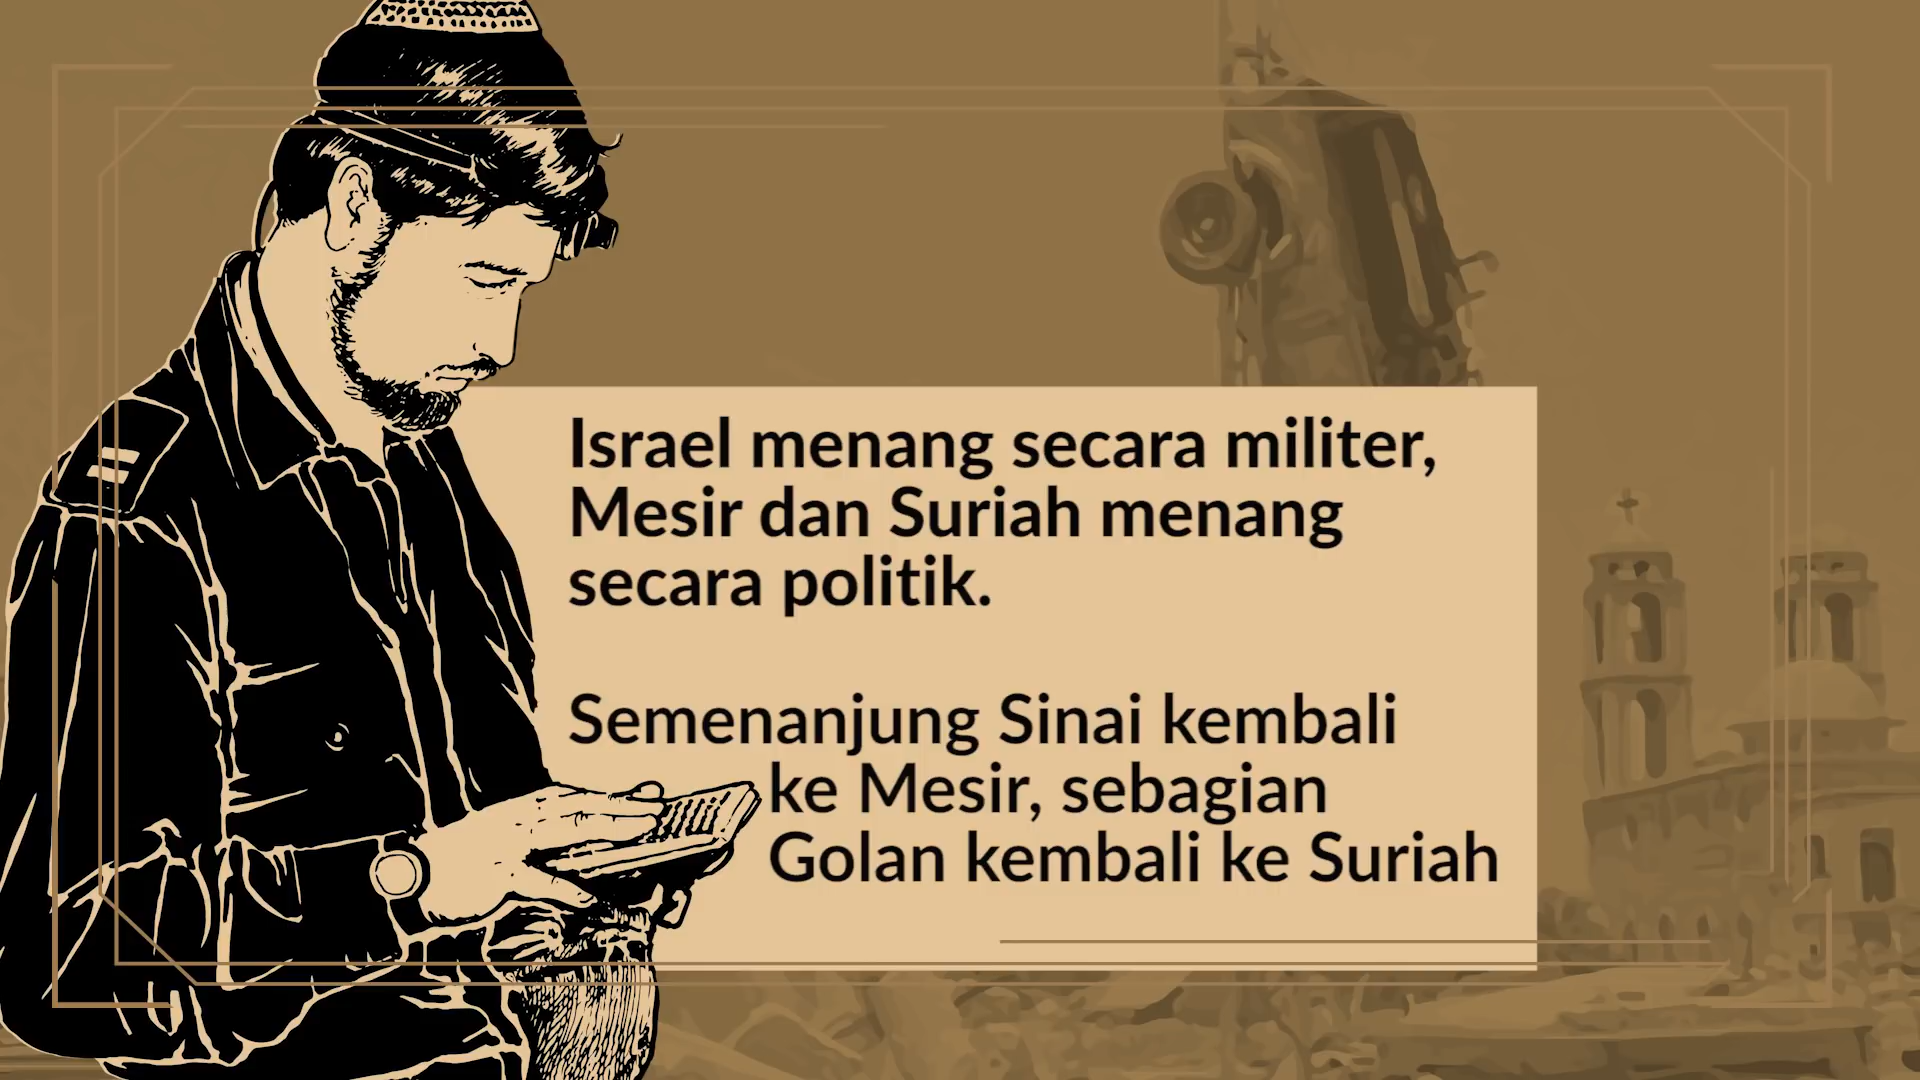 Israel menang secara militer,
Mesir dan Suriah menang
secara politik.
Semenanjung Sinai kembali
ke Mesir, sebagian
Golan kembali ke Suriah